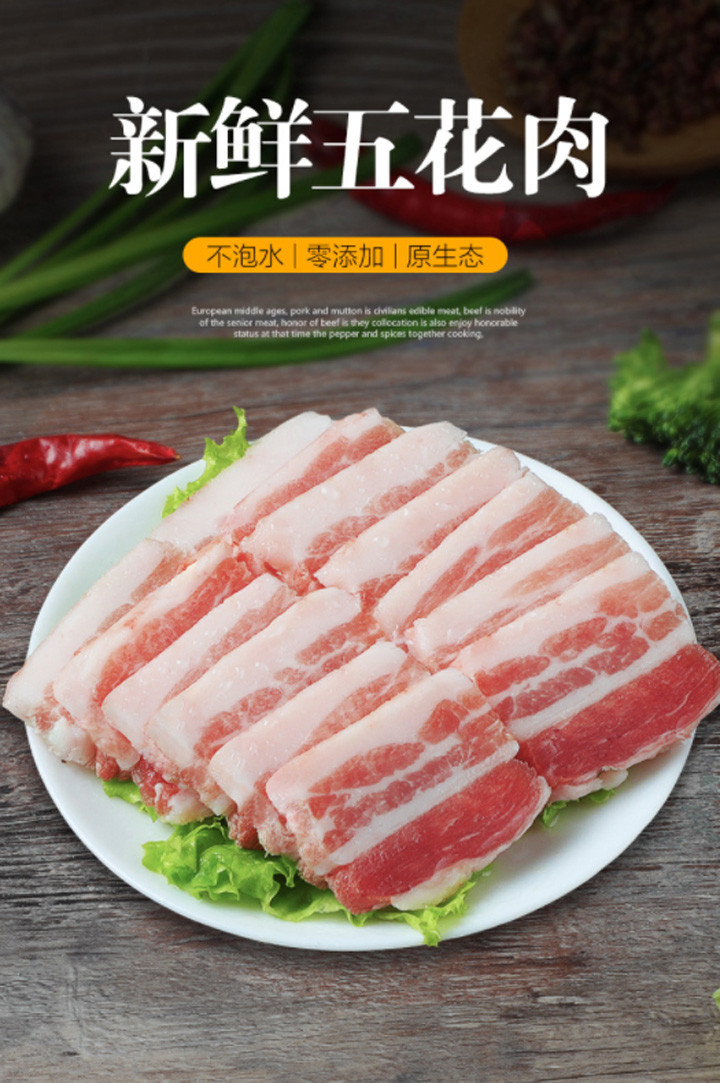 新鲜五花肉
不泡水｜零添加｜原生态
European middle ages, pork and mutton is civilians edible meat, beef is nobility
of the senior meat, honor of beef is they collocation is also enjoy honorable
status at that time the pepper and spices together cooking.